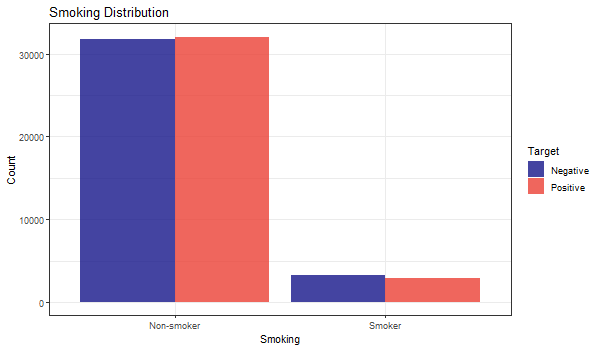 Smoking Distribution
30000
20000
10000
0
Count
Non-smoker
Smoker
Smoking
Target
Negative
Positive